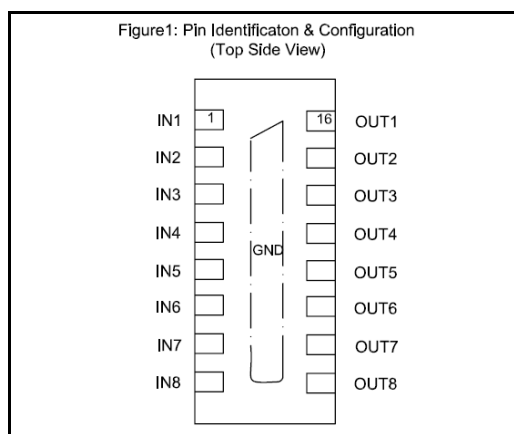 Figure1: Pin Identificaton & Configuration
(Top Side View)
IN1 1 16 OUT1
IN2 OUT2
IN3 OUT3
IN4 OUT4
GND
IN5 OUT5
IN6 OUT6
IN7 OUT7
IN8 OUT8